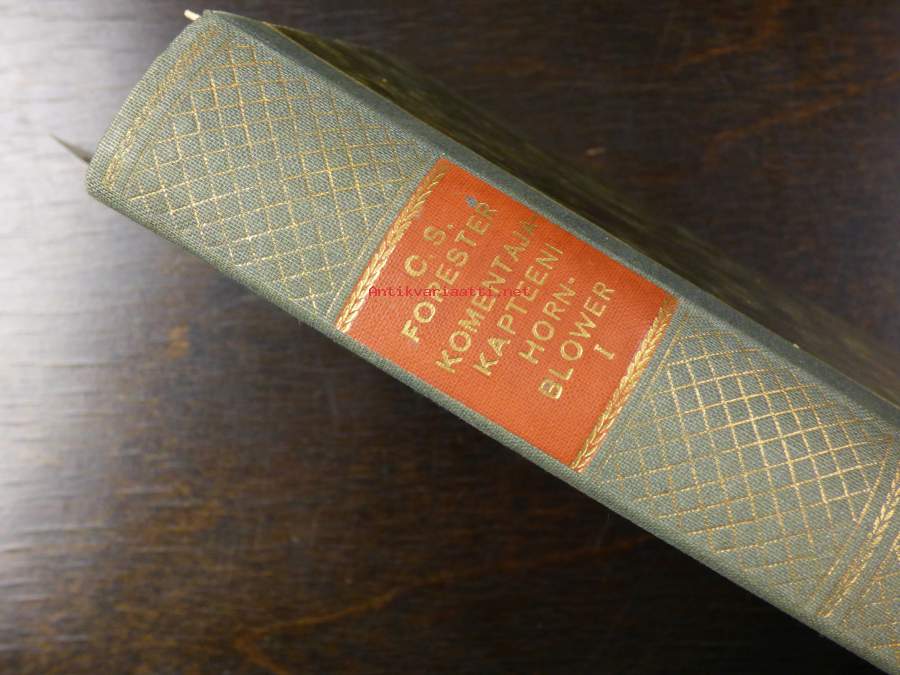 C. S.
FORESTER
KOMENTAJA-
KAPTEENI
HORN-
BLOWER
I
Antikvariaatti.net